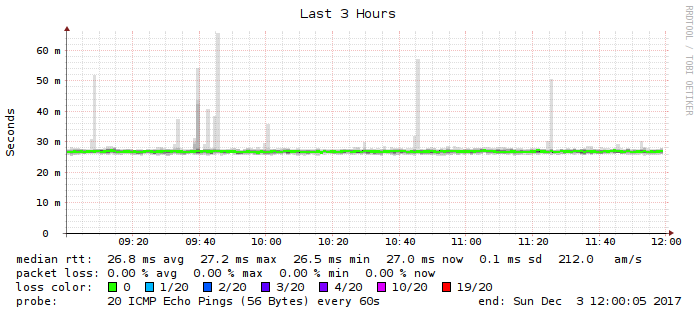 Last 3 Hours
RRDTOOL / TOBI OETIKER
Seconds
60 m
50 m
40 m
30 m
20 m
10 m
0
09:20 09:40 10:00 10:20 10:40 11:00 11:20 11:40 12:00
median rtt: 26.8 ms avg 27.2 ms max 26.5 ms min 27.0 ms now 0.1 ms sd 212.0 am/s
packet loss: 0.00 % avg 0.00 % max 0.00 % min 0.00 % now
loss color: 0 1/20 2/20 3/20 4/20 10/20 19/20
probe: 20 ICMP Echo Pings (56 Bytes) every 60s end: Sun Dec 3 12:00:05 2017